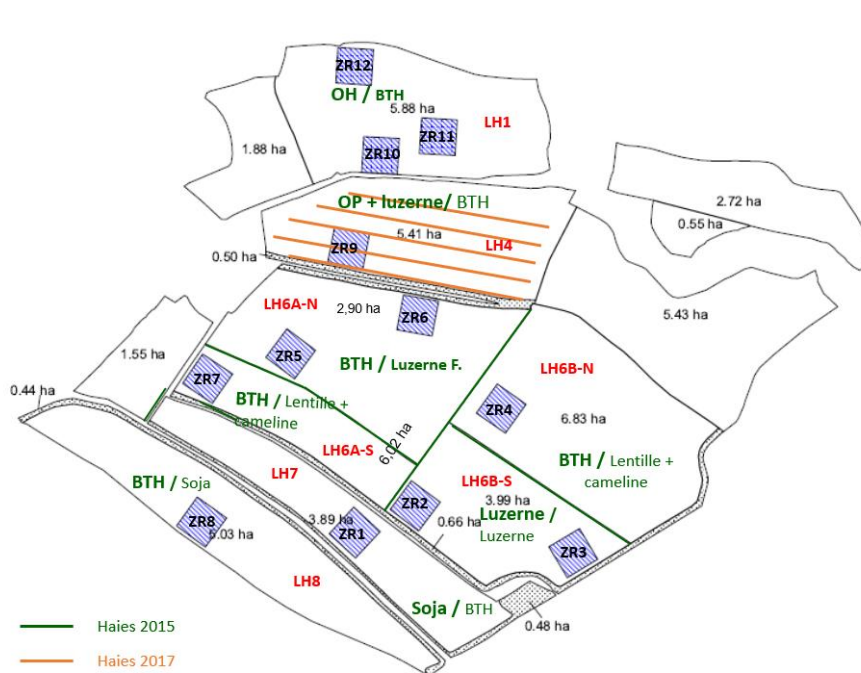 ZR12
OH / BTH
5.88 ha
LH1
ZR11
ZR10
1.88 ha
2.72 ha
0.55 ha
OP + luzerne/ BTH
5.41 ha
LH4
ZR9
0.50 ha
LH6A-N
2,90 ha
ZR6
5.43 ha
ZR5
BTH / Luzerne F.
1.55 ha
LH6B-N
ZR7
0.44 ha
BTH / Lentille +
cameline
ZR4
6.83 ha
6,02 ha
LH6A-S
BTH / Lentille +
cameline
LH7
LH6B-S
BTH / Soja
3.99 ha
ZR2
Luzerne /
Luzerne
ZR8
5.03 ha
3.89 ha
ZR1
0.66 ha
ZR3
LH8
Soja / BTH
0.48 ha
Haies 2015
Haies 2017